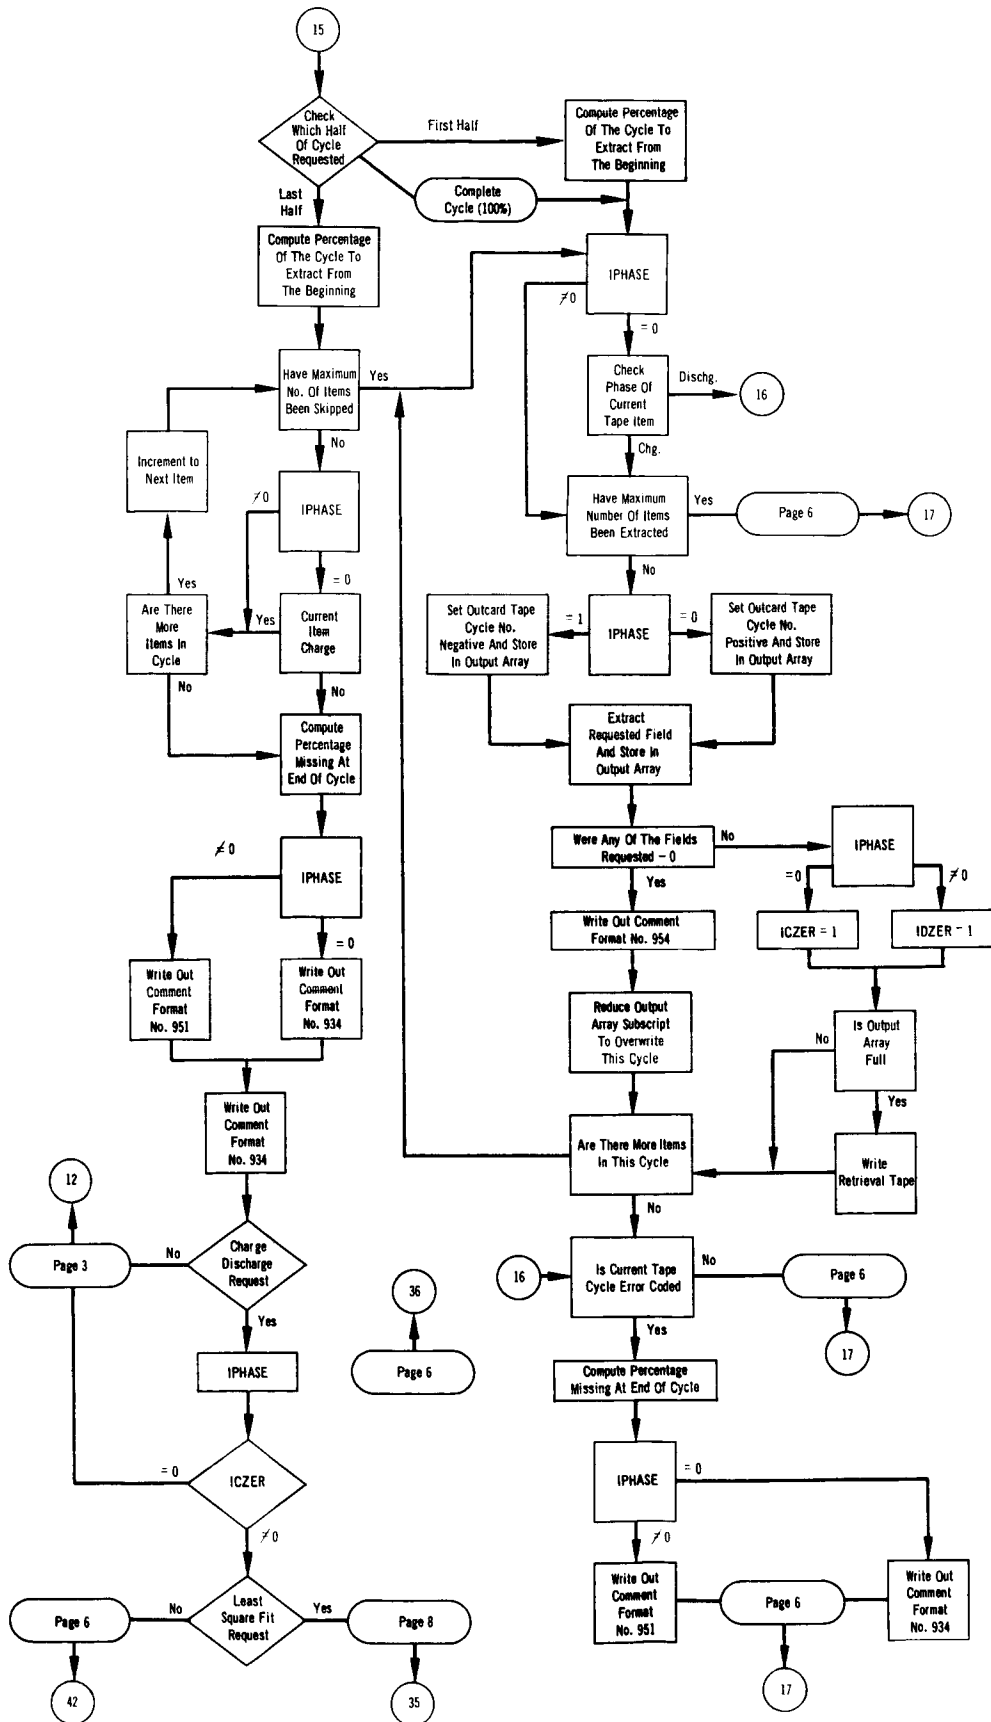 15
Check
Which Half
Of Cycle
Requested
First Half
Compute Percentage
Of The Cycle To
Extract From
The Beginning
Complete
Cycle (100%)
Last
Half
Compute Percentage
Of The Cycle To
Extract From
The Beginning
IPHASE
≠0
= 0
Have Maximum
No. Of Items
Been Skipped
Yes
No
Check
Phase Of
Current
Tape Item
Dischg.
16
Chg.
Increment to
Next Item
IPHASE
≠0
= 0
Have Maximum
Number Of Items
Been Extracted
Yes
Page 6
17
No
Yes
Are There
More
Items In
Cycle
Yes
Current
Item
Charge
No
No
Set Outcard Tape
Cycle No.
Negative And Store
In Output Array
= 1
IPHASE
= 0
Set Outcard Tape
Cycle No.
Positive And Store
In Output Array
Compute
Percentage
Missing At
End Of Cycle
Extract
Requested Field
And Store In
Output Array
≠0
IPHASE
= 0
Were Any Of The Fields
Requested – 0
No
Yes
IPHASE
= 0
≠0
Write Out Comment
Format No. 954
ICZER = 1
IDZER – 1
Write Out
Comment
Format
No. 951
Write Out
Comment
Format
No. 934
Reduce Output
Array Subscript
To Overwrite
This Cycle
No
Is Output
Array
Full
Yes
Write Out
Comment
Format
No. 934
Are There More Items
In This Cycle
Write
Retrieval Tape
No
12
Page 3
No
Charge
Discharge
Request
Yes
36
Page 6
16
Is Current Tape
Cycle Error Coded
No
Page 6
17
Yes
IPHASE
Compute Percentage
Missing At End Of Cycle
= 0
ICZER
≠0
IPHASE
= 0
≠0
Page 6
No
Least
Square Fit
Request
Yes
Page 8
Write Out
Comment
Format
No. 951
Page 6
Write Out
Comment
Format
No. 934
42
35
17